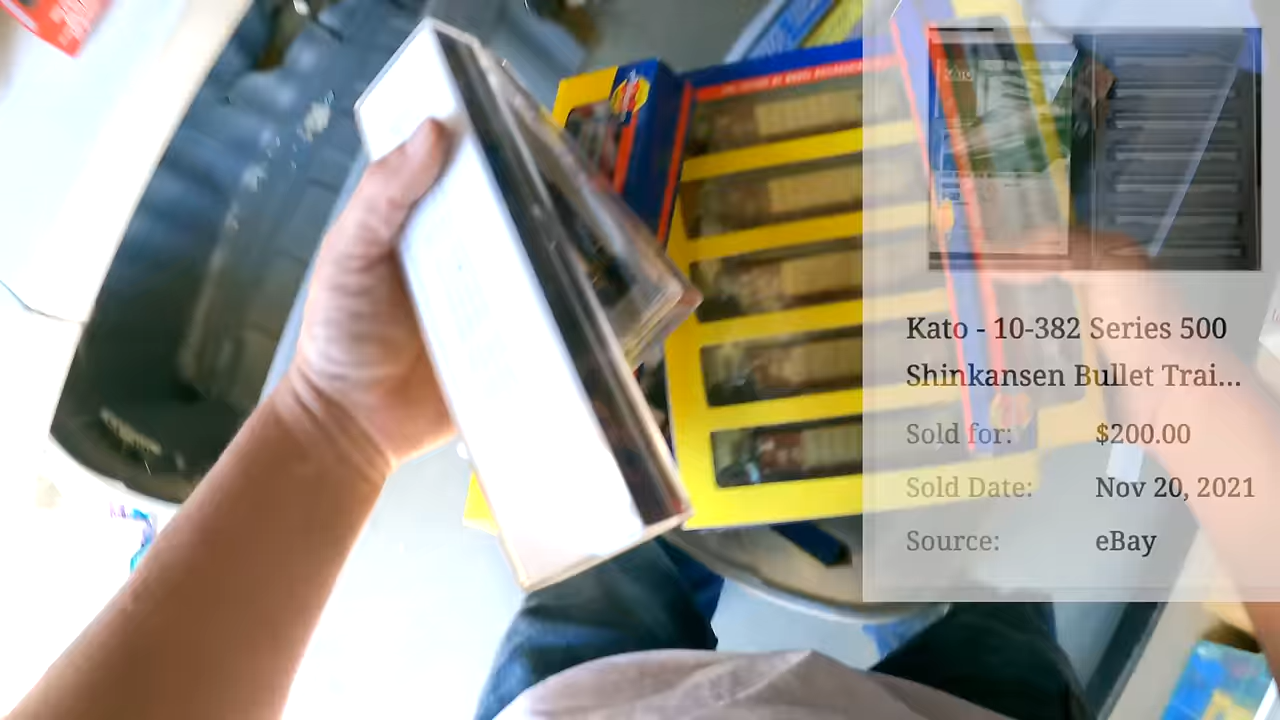 Kato - 10-382 Series 500
Shinkansen Bullet Trai...
Sold for: $200.00
Sold Date: Nov 20, 2021
Source: eBay